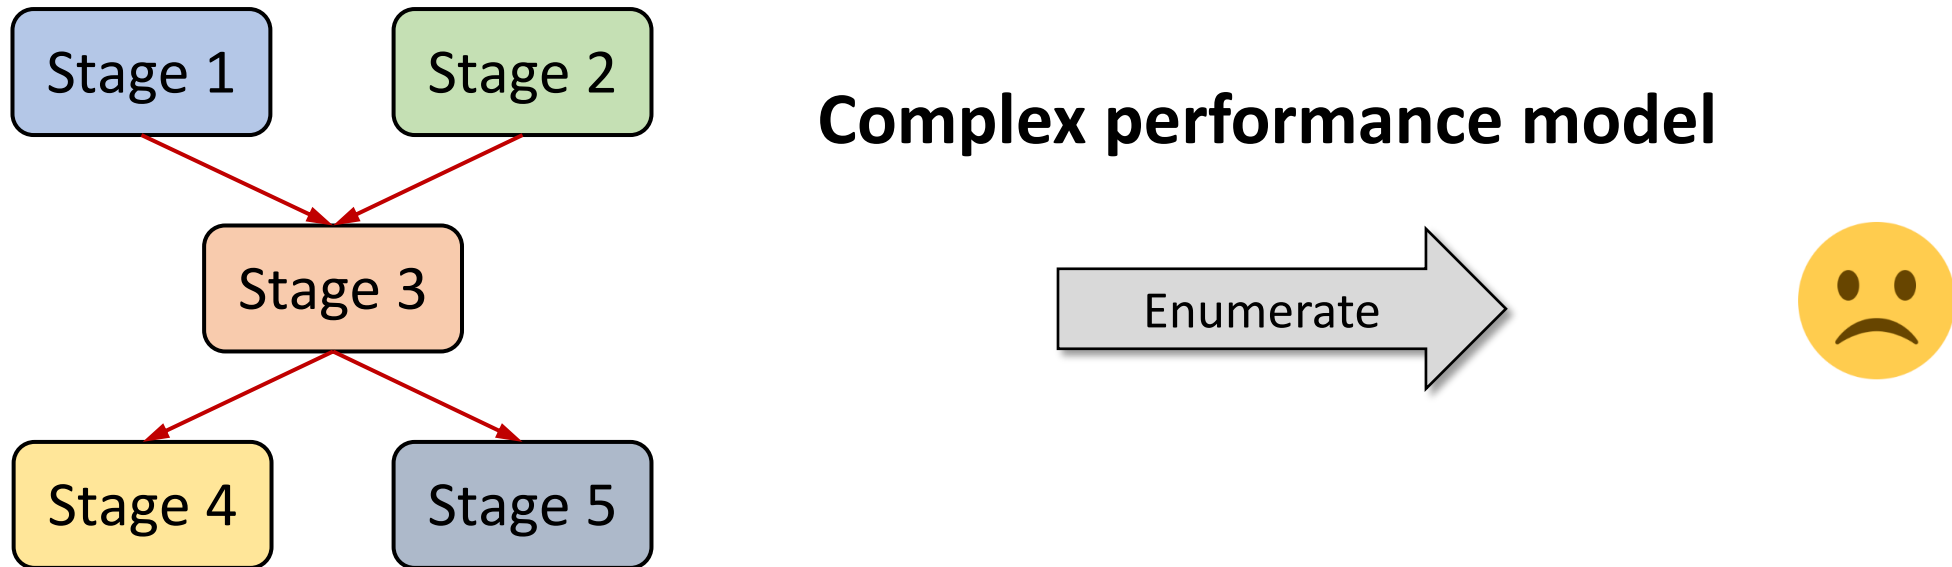 Stage 1
Stage 2
Complex performance model
Stage 3
Enumerate
Stage 4
Stage 5